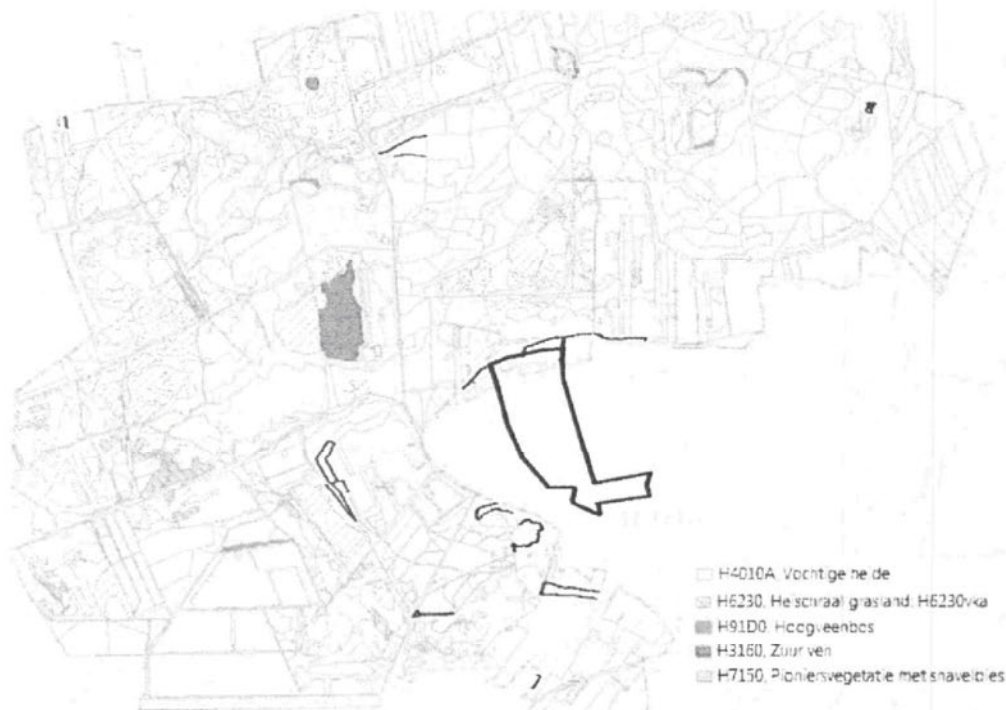 H4010A, Vochtige heide
H6230, Heischraal grasland; H6230vka
H91D0, Hoogveenbos
H3160, Zuur ven
H7150, Pioniersvegetatie met snavelbies